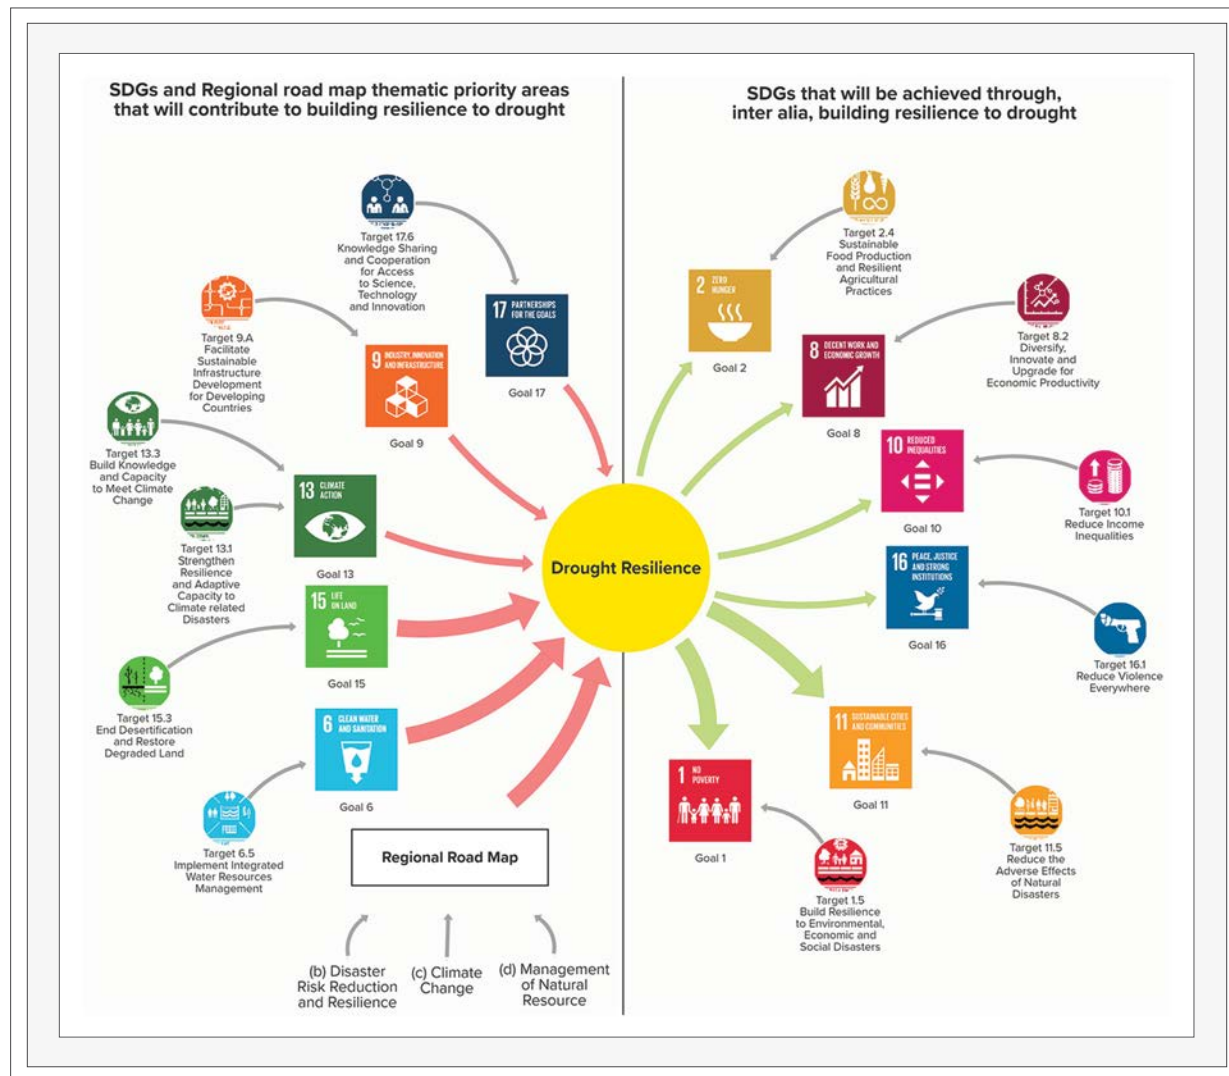 SDGs and Regional road map thematic priority areas
that will contribute to building resilience to drought
Target 17.6
Knowledge Sharing
and Cooperation
for Access
to Science,
Technology
and Innovation
17 PARTNERSHIPS
FOR THE GOALS
Goal 17
Target 9.A
Facilitate
Sustainable
Infrastructure
Development
for Developing
Countries
9 INDUSTRY, INNOVATION
AND INFRASTRUCTURE
Goal 9
Target 13.3
Build Knowledge
and Capacity
to Meet Climate
Change
Target 13.1
Strengthen
Resilience
and Adaptive
Capacity to
Climate related
Disasters
13 CLIMATE
ACTION
Goal 13
15 LIFE
ON LAND
Goal 15
Target 15.3
End Desertification
and Restore
Degraded Land
6 CLEAN WATER
AND SANITATION
Goal 6
Target 6.5
Implement Integrated
Water Resources
Management
Regional Road Map
(b) Disaster
Risk Reduction
and Resilience
(c) Climate
Change
(d) Management
of Natural
Resource
Drought Resilience
SDGs that will be achieved through,
inter alia, building resilience to drought
Target 2.4
Sustainable
Food Production
and Resilient
Agricultural
Practices
2 ZERO
HUNGER
Goal 2
Target 8.2
Diversify,
Innovate and
Upgrade for
Economic Productivity
8 DECENT WORK AND
ECONOMIC GROWTH
Goal 8
10 REDUCED
INEQUALITIES
Goal 10
Target 10.1
Reduce Income
Inequalities
16 PEACE, JUSTICE
AND STRONG
INSTITUTIONS
Goal 16
Target 16.1
Reduce Violence
Everywhere
11 SUSTAINABLE CITIES
AND COMMUNITIES
Goal 11
Target 11.5
Reduce the
Adverse Effects
of Natural
Disasters
1 NO
POVERTY
Goal 1
Target 1.5
Build Resilience
to Environmental,
Economic and
Social Disasters